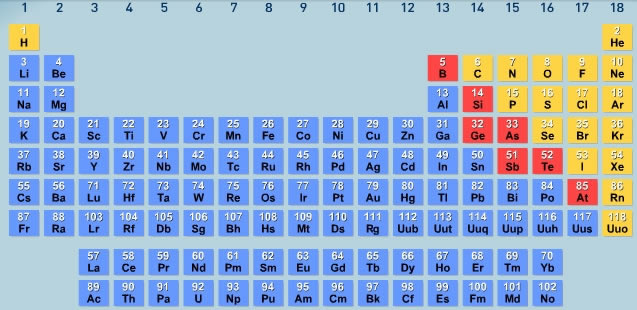 1 2 3 4 5 6 7 8 9 10 11 12 13 14 15 16 17 18
1 2
H He
3 4 5 6 7 8 9 10
Li Be B C N O F Ne
11 12 13 14 15 16 17 18
Na Mg Al Si P S Cl Ar
19 20 21 22 23 24 25 26 27 28 29 30 31 32 33 34 35 36
K Ca Sc Ti V Cr Mn Fe Co Ni Cu Zn Ga Ge As Se Br Kr
37 38 39 40 41 42 43 44 45 46 47 48 49 50 51 52 53 54
Rb Sr Y Zr Nb Mo Tc Ru Rh Pd Ag Cd In Sn Sb Te I Xe
55 56 71 72 73 74 75 76 77 78 79 80 81 82 83 84 85 86
Cs Ba Lu Hf Ta W Re Os Ir Pt Au Hg Tl Pb Bi Po At Rn
87 88 103 104 105 106 107 108 109 110 111 112 113 114 115 116 117 118
Fr Ra Lr Rf Db Sg Bh Hs Mt Ds Rg Uub Uut Uuq Uup Uuh Uus Uuo
57 58 59 60 61 62 63 64 65 66 67 68 69 70
La Ce Pr Nd Pm Sm Eu Gd Tb Dy Ho Er Tm Yb
89 90 91 92 93 94 95 96 97 98 99 100 101 102
Ac Th Pa U Np Pu Am Cm Bk Cf Es Fm Md No